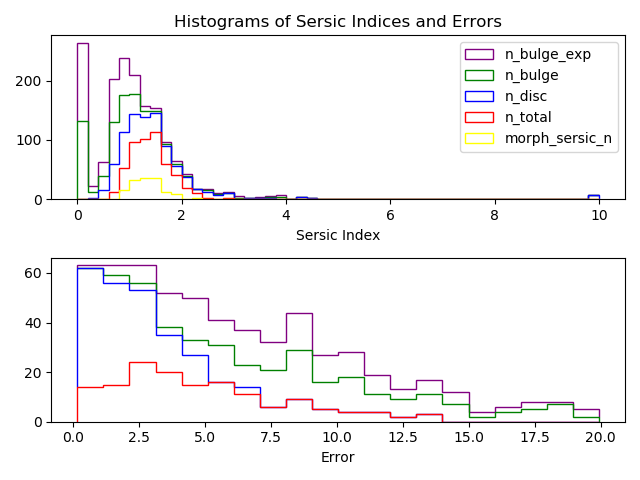 Histograms of Sersic Indices and Errors
200
100
0
n_bulge_exp
n_bulge
n_disc
n_total
morph_sersic_n
0 2 4 6 8 10
Sersic Index
60
40
20
0
0.0 2.5 5.0 7.5 10.0 12.5 15.0 17.5 20.0
Error